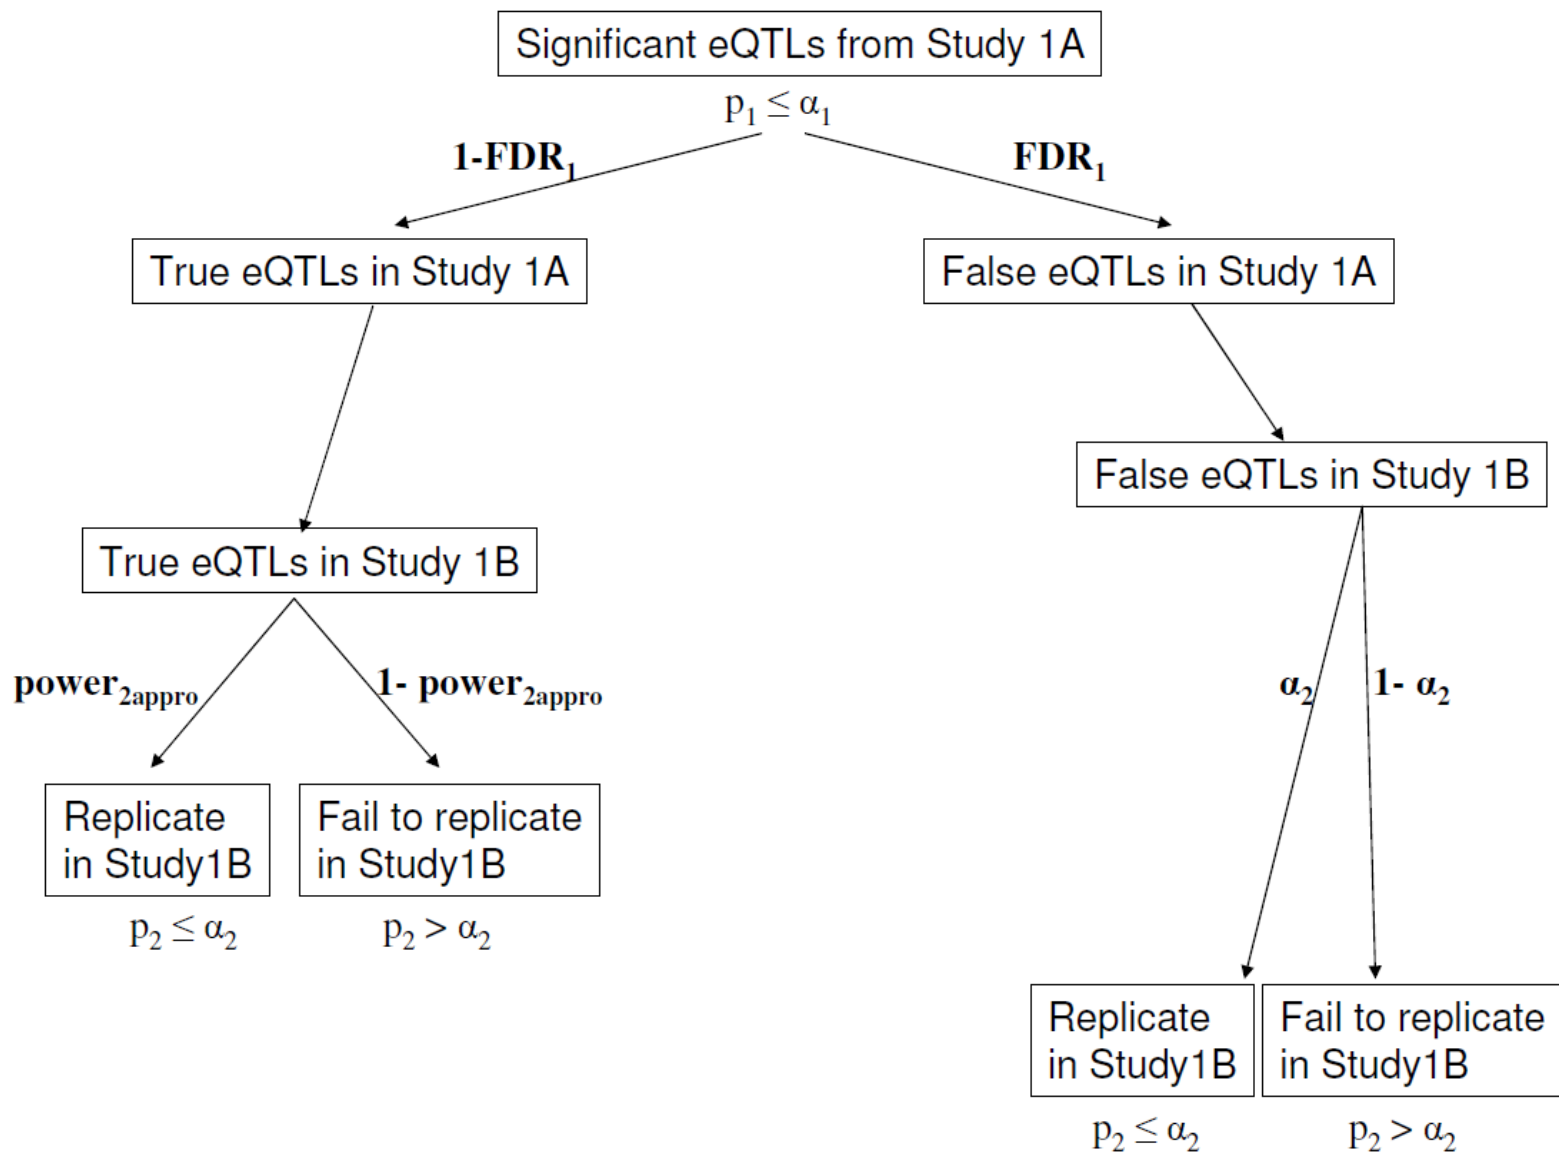 Significant eQTLs from Study 1A
p₁ ≤ α₁
1-FDR₁
FDR₁
True eQTLs in Study 1A
False eQTLs in Study 1A
False eQTLs in Study 1B
True eQTLs in Study 1B
power₂appro
1- power₂appro
α₂
1- α₂
Replicate
in Study1B
Fail to replicate
in Study1B
p₂ ≤ α₂
p₂ > α₂
Replicate
in Study1B
Fail to replicate
in Study1B
p₂ ≤ α₂
p₂ > α₂